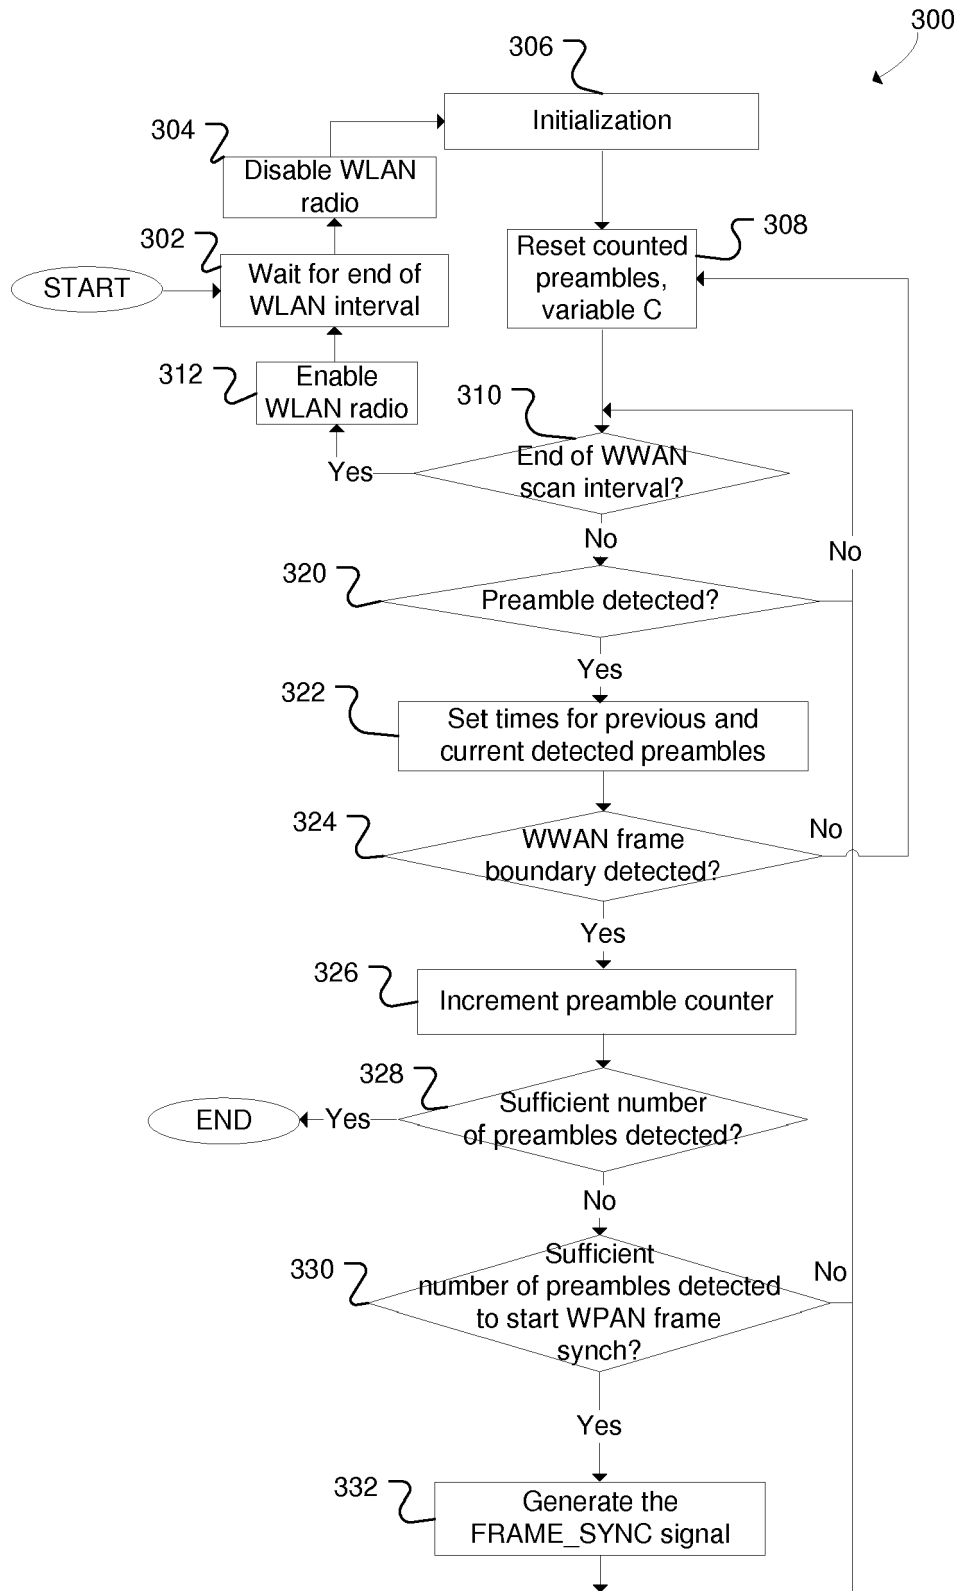 300
306
Initialization
304
Disable WLAN
radio
308
Reset counted
preambles,
variable C
302
Wait for end of
WLAN interval
START
312
Enable
WLAN radio
310
End of WWAN
scan interval?
Yes
No
No
320
Preamble detected?
Yes
322
Set times for previous and
current detected preambles
324
WWAN frame
boundary detected?
No
Yes
326
Increment preamble counter
328
Sufficient number
of preambles detected?
Yes
END
No
330
Sufficient
number of preambles detected
to start WPAN frame
synch?
No
Yes
332
Generate the
FRAME_SYNC signal